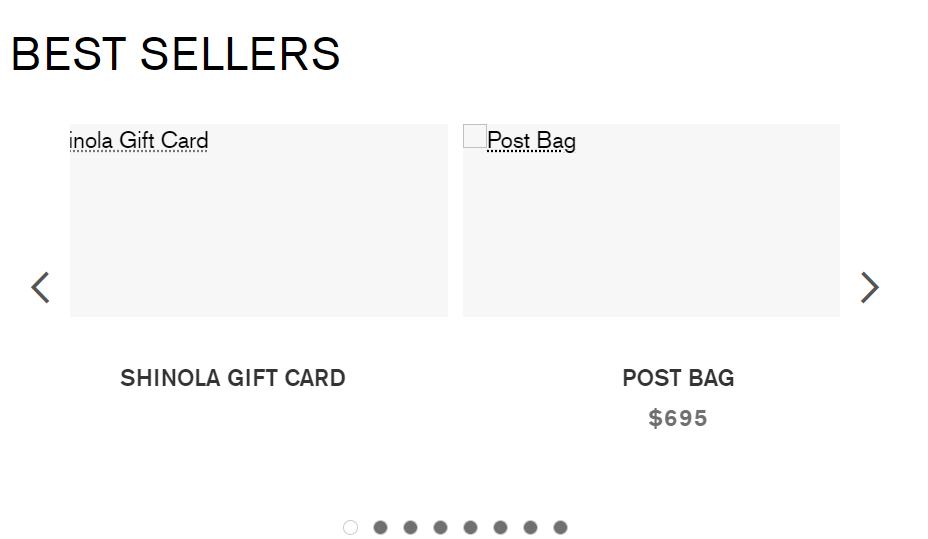 BEST SELLERS
inola Gift Card
Post Bag
SHINOLA GIFT CARD
POST BAG
$695